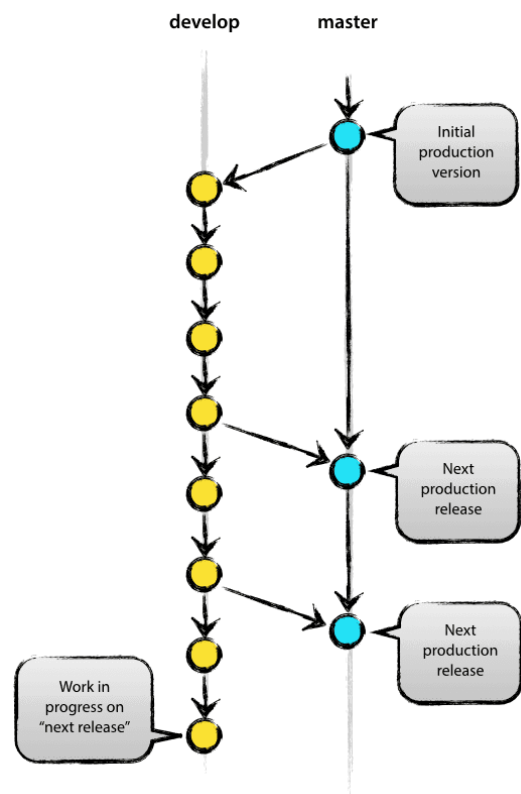 develop
master
Initial
production
version
Next
production
release
Next
production
release
Work in
progress on
“next release”